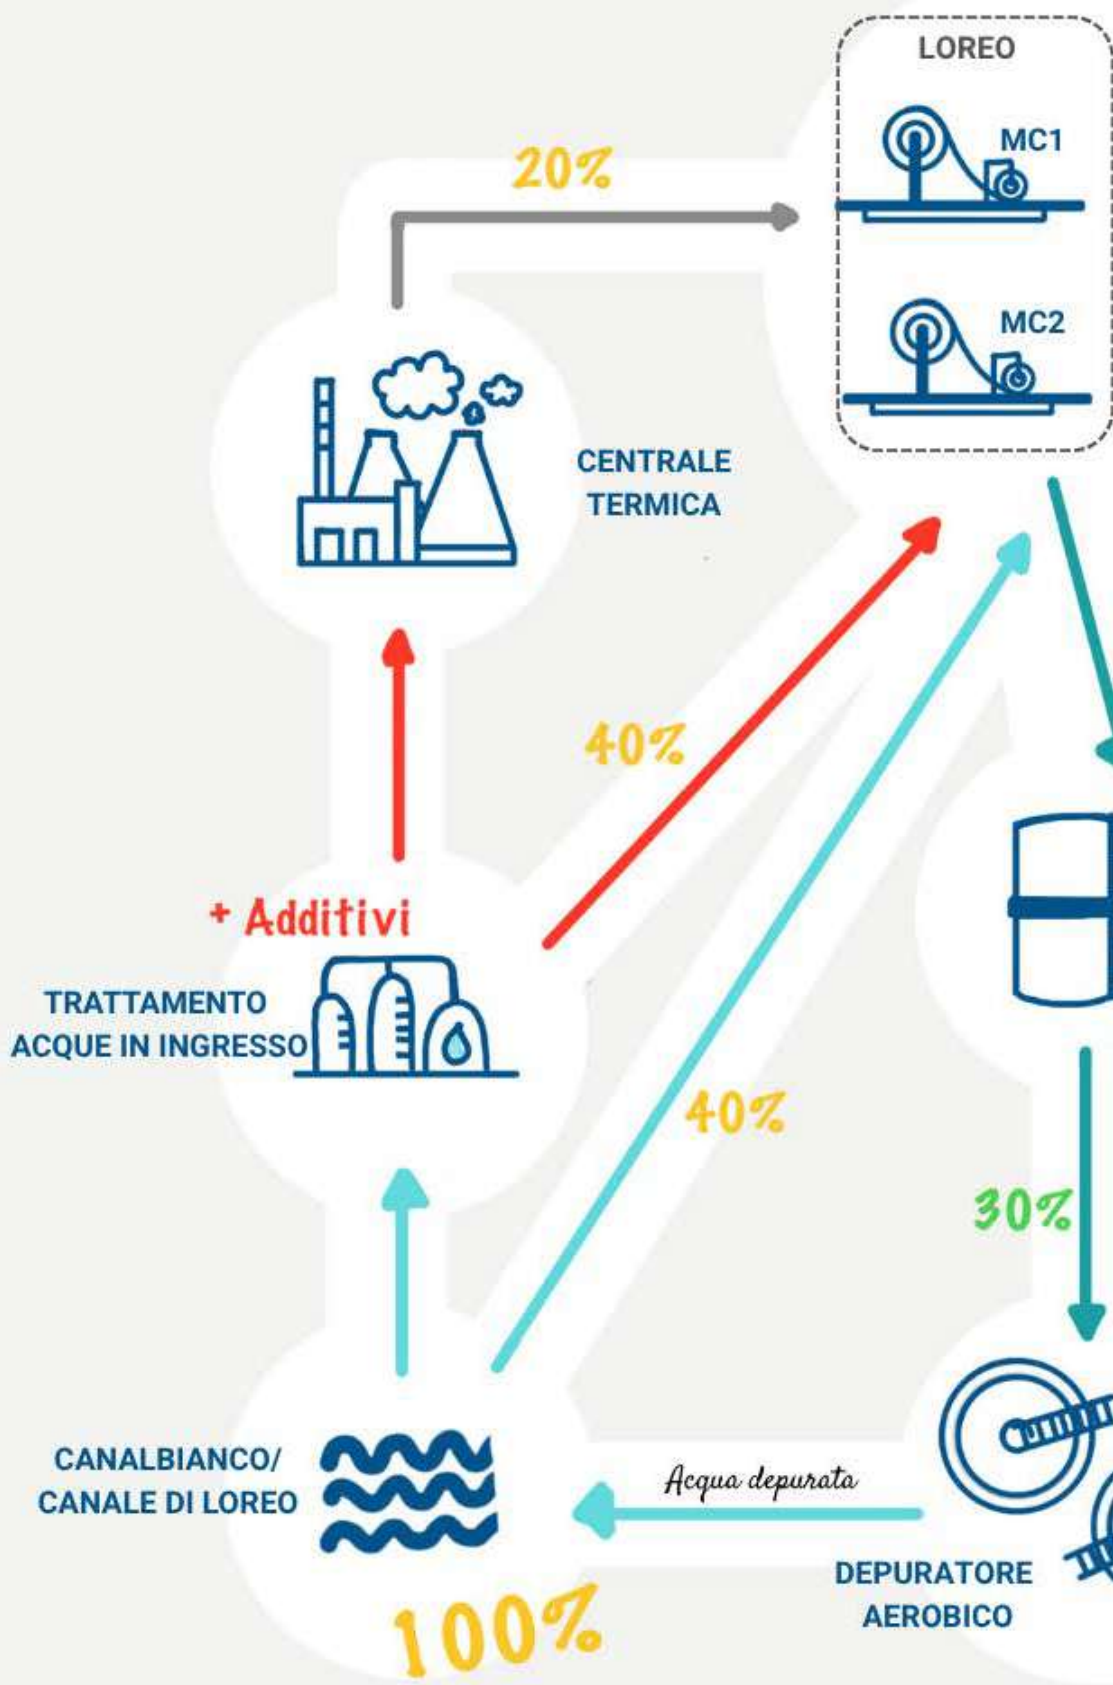 LOREO
MC1
20%
MC2
CENTRALE
TERMICA
40%
+ Additivi
TRATTAMENTO
ACQUE IN INGRESSO
40%
30%
CANALBIANCO/
CANALE DI LOREO
Acqua depurata
DEPURATORE
AEROBICO
100%